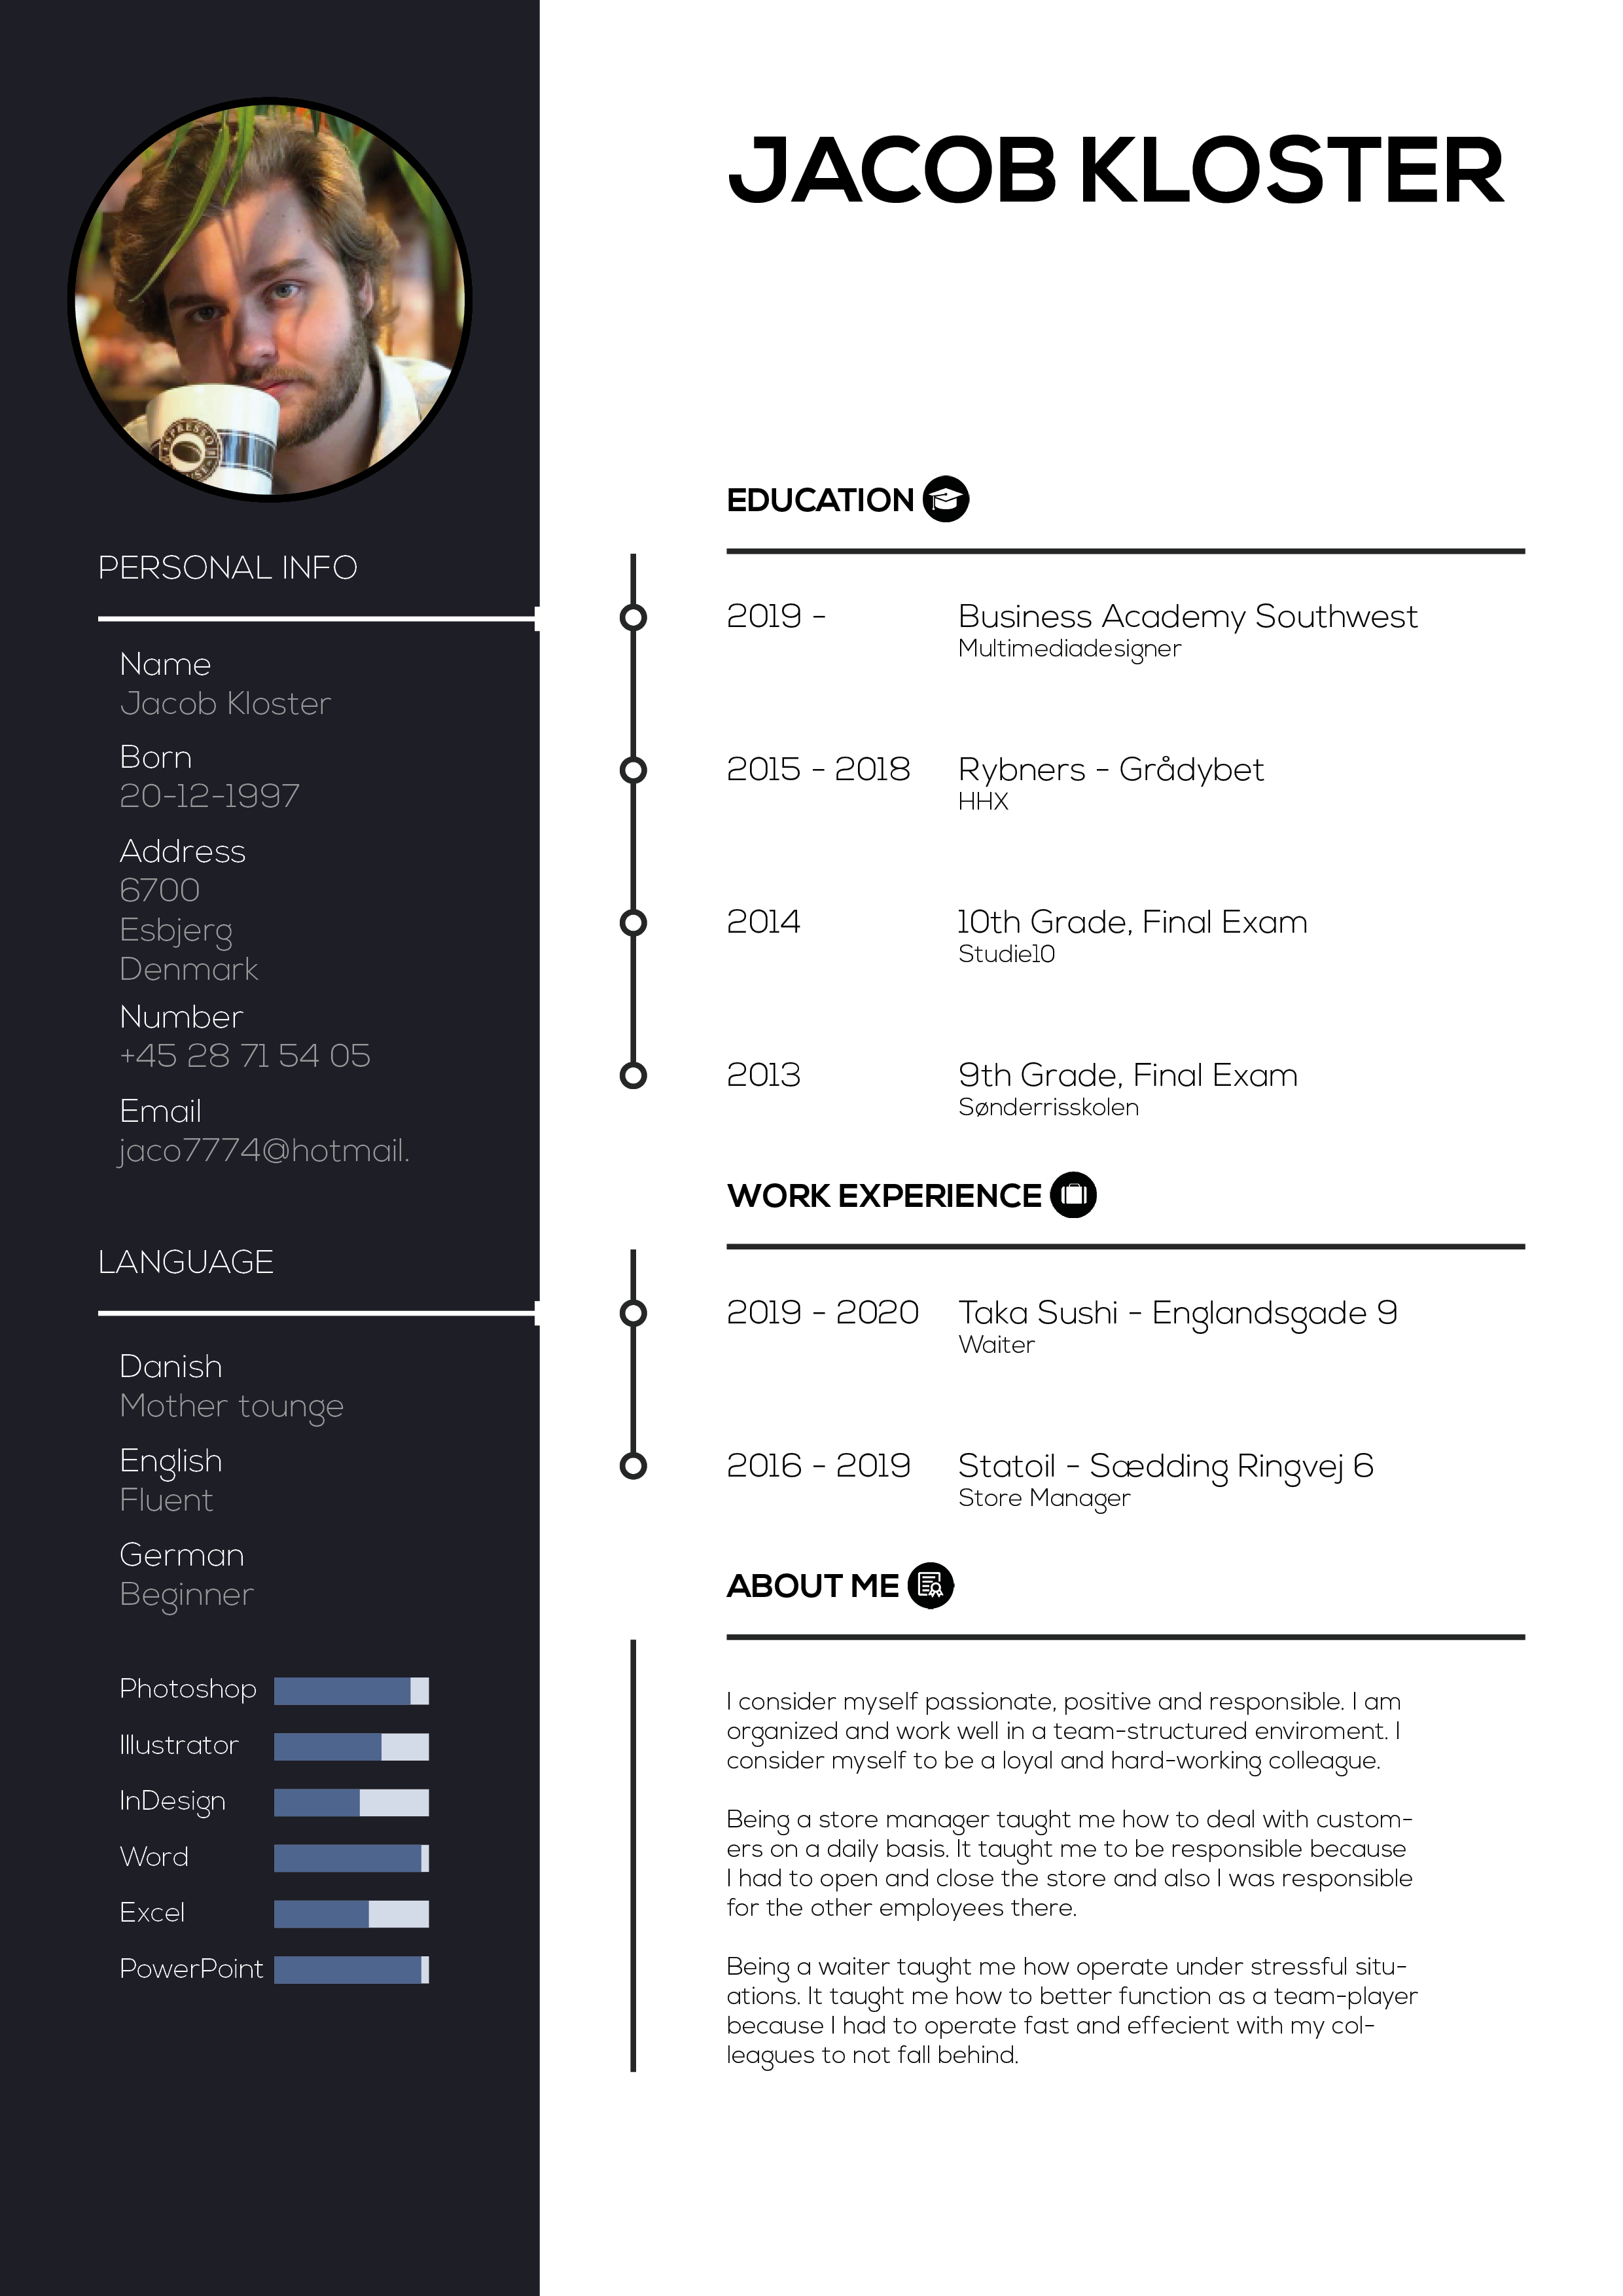 JACOB KLOSTER
ESPRESSO
PERSONAL INFO
Name
Jacob Kloster
Born
20-12-1997
Address
6700
Esbjerg
Denmark
Number
+45 28 71 54 05
Email
jaco7774@hotmail.
LANGUAGE
Danish
Mother tounge
English
Fluent
German
Beginner
Photoshop
Illustrator
InDesign
Word
Excel
PowerPoint
EDUCATION
2019 - Business Academy Southwest
Multimediadesigner
2015 - 2018 Rybners - Grådybet
HHX
2014 10th Grade, Final Exam
Studie10
2013 9th Grade, Final Exam
Sønderrisskolen
WORK EXPERIENCE
2019 - 2020 Taka Sushi - Englandsgade 9
Waiter
2016 - 2019 Statoil - Sædding Ringvej 6
Store Manager
ABOUT ME
I consider myself passionate, positive and responsible. I am
organized and work well in a team-structured enviroment. I
consider myself to be a loyal and hard-working colleague.
Being a store manager taught me how to deal with custom-
ers on a daily basis. It taught me to be responsible because
I had to open and close the store and also I was responsible
for the other employees there.
Being a waiter taught me how operate under stressful situ-
ations. It taught me how to better function as a team-player
because I had to operate fast and effecient with my col-
leagues to not fall behind.